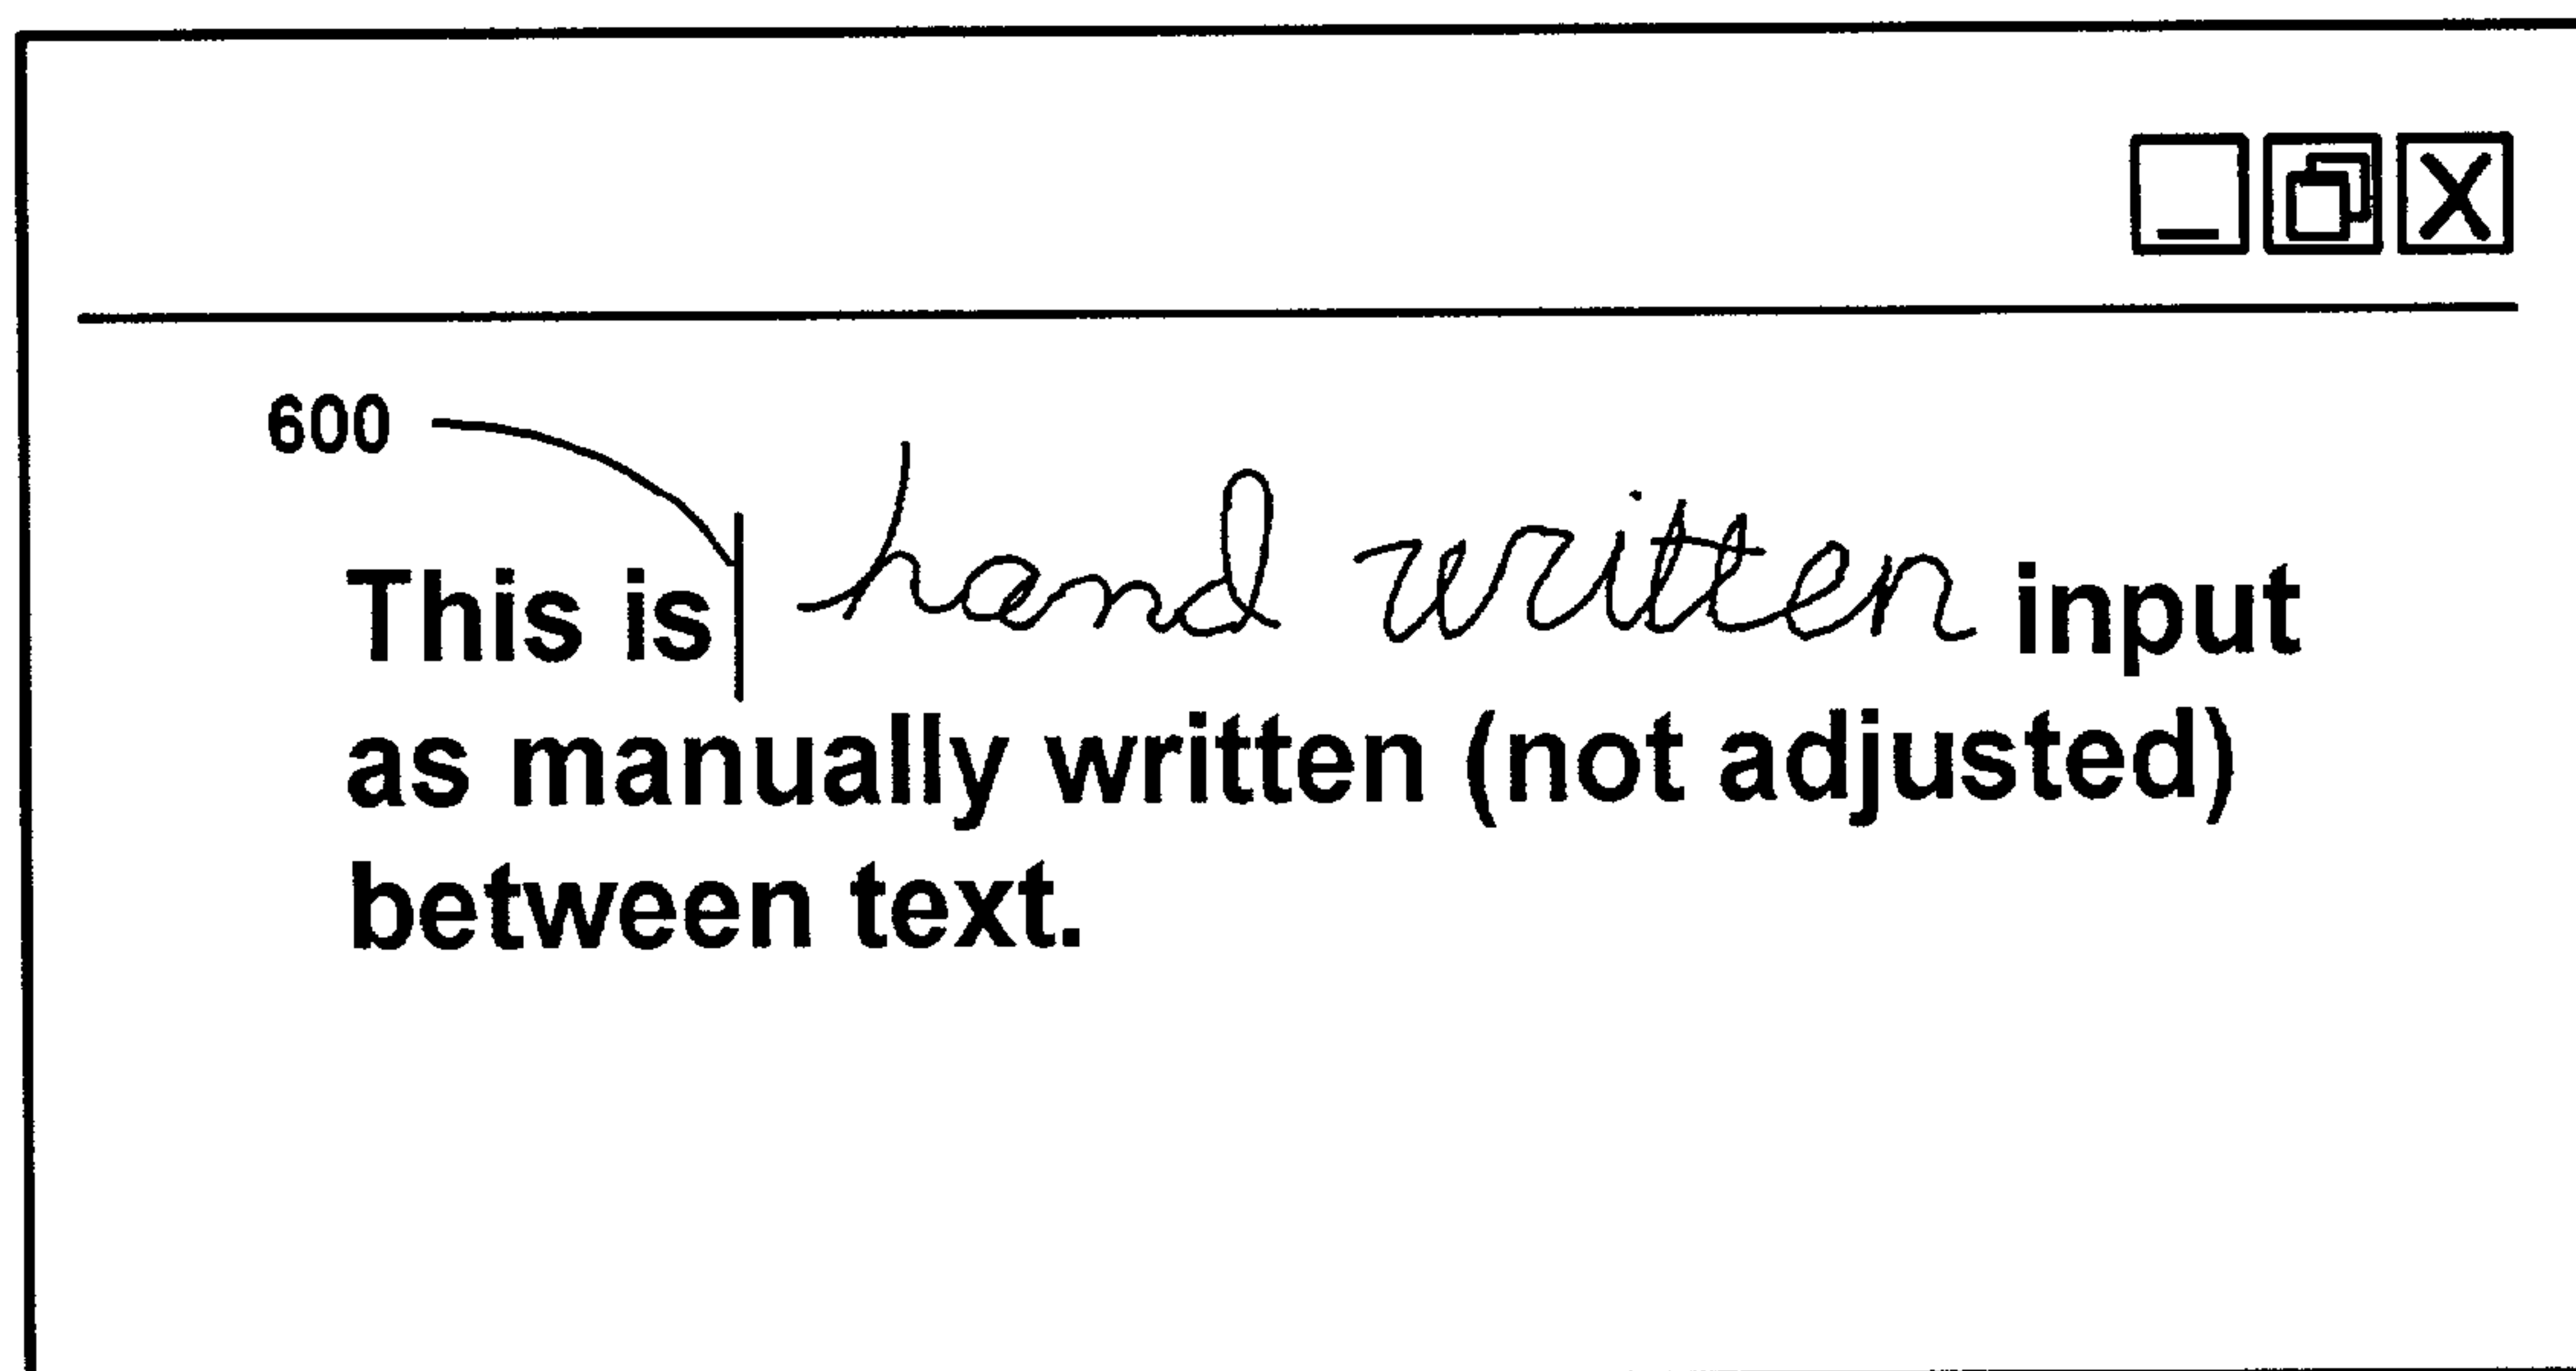 600
This is hand written input
as manually written (not adjusted)
between text.